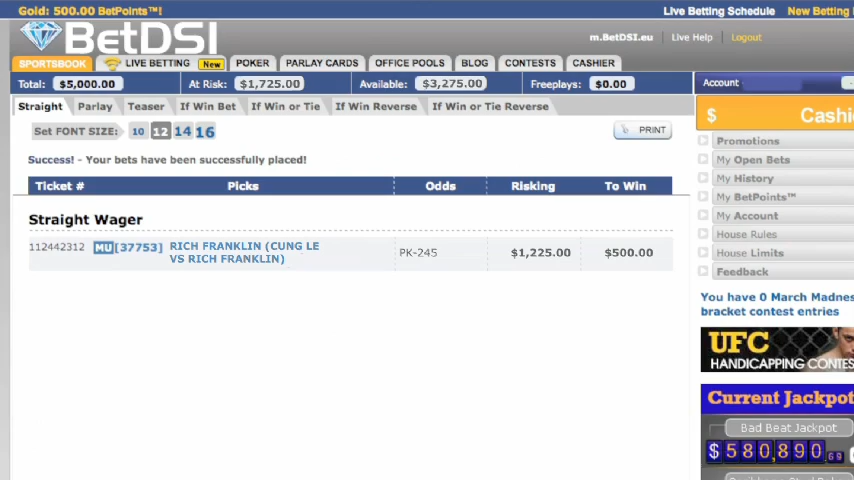 Gold: 500.00 BetPoints™!
Live Betting Schedule New Betting
BetDSI
m.BetDSI.eu Live Help Logout
SPORTSBOOK LIVE BETTING New POKER PARLAY CARDS OFFICE POOLS BLOG CONTESTS CASHIER
Total: $5,000.00 At Risk: $1,725.00 Available: $3,275.00 Freeplays: $0.00 Account
Straight Parlay Teaser If Win Bet If Win or Tie If Win Reverse If Win or Tie Reverse
Set FONT SIZE: 10 12 14 16
PRINT
Success! - Your bets have been successfully placed!
Ticket # Picks Odds Risking To Win
Straight Wager
112442312 MU [37753] RICH FRANKLIN (CUNG LE
VS RICH FRANKLIN)
PK-245 $1,225.00 $500.00
$ Cashi
Promotions
My Open Bets
My History
My BetPoints™
My Account
House Rules
House Limits
Feedback
You have 0 March Madnes
bracket contest entries
UFC
HANDICAPPING CONTES
Current Jackpot
Bad Beat Jackpot
$580,890.69